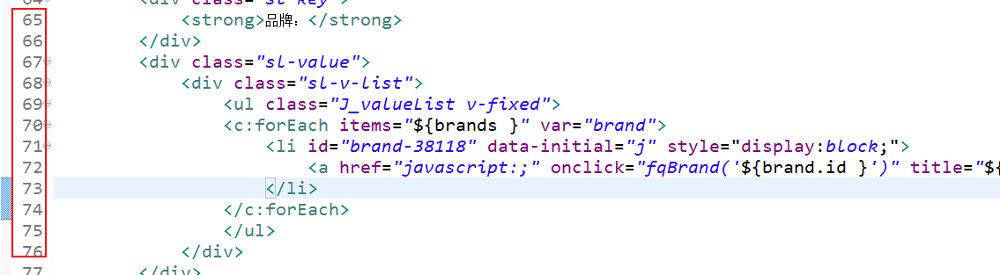 64 <div class="sl-key">
65 <strong>品牌：</strong>
66 </div>
67 <div class="sl-value">
68 <div class="sl-v-list">
69 <ul class="J_valueList v-fixed">
70 <c:forEach items="${brands }" var="brand">
71 <li id="brand-38118" data-initial="j" style="display:block;">
72 <a href="javascript:;" onclick="fqBrand('${brand.id }')" title="${
73 </li>
74 </c:forEach>
75 </ul>
76 </div>
77 </div>